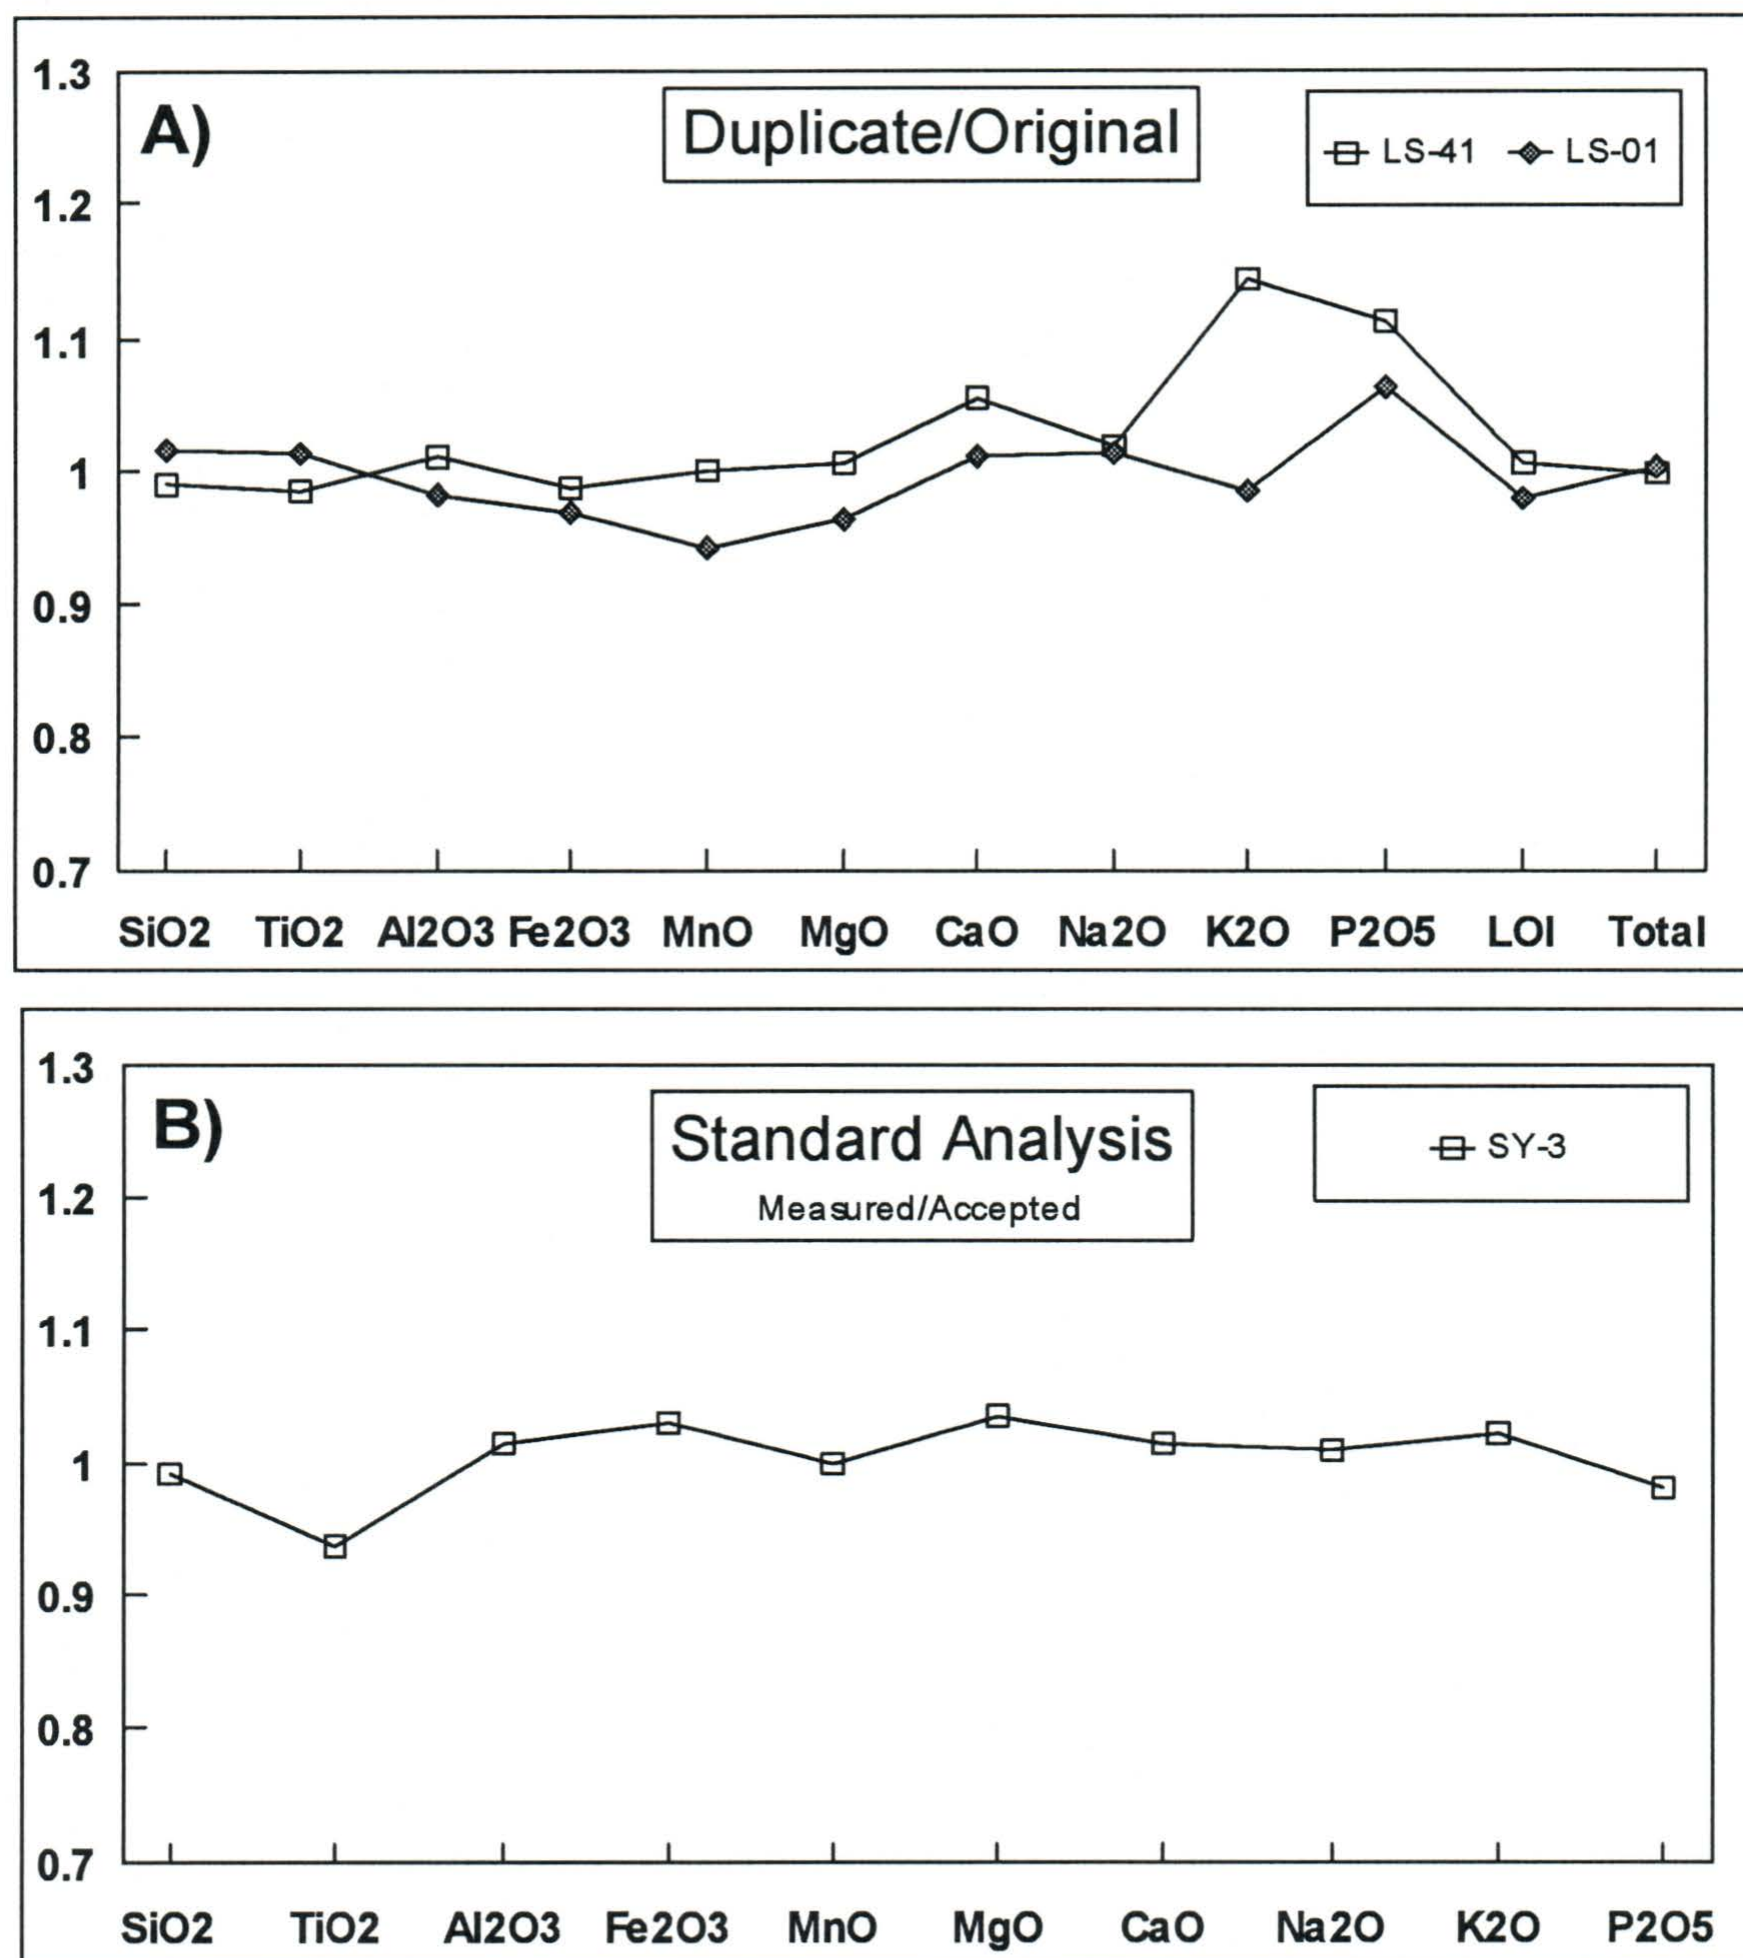 1.3
A)
Duplicate/Original
LS-41 LS-01
1.2
1.1
1
0.9
0.8
0.7
SiO2 TiO2 Al2O3 Fe2O3 MnO MgO CaO Na2O K2O P2O5 LOI Total
1.3
B)
Standard Analysis
Measured/Accepted
SY-3
1.2
1.1
1
0.9
0.8
0.7
SiO2 TiO2 Al2O3 Fe2O3 MnO MgO CaO Na2O K2O P2O5